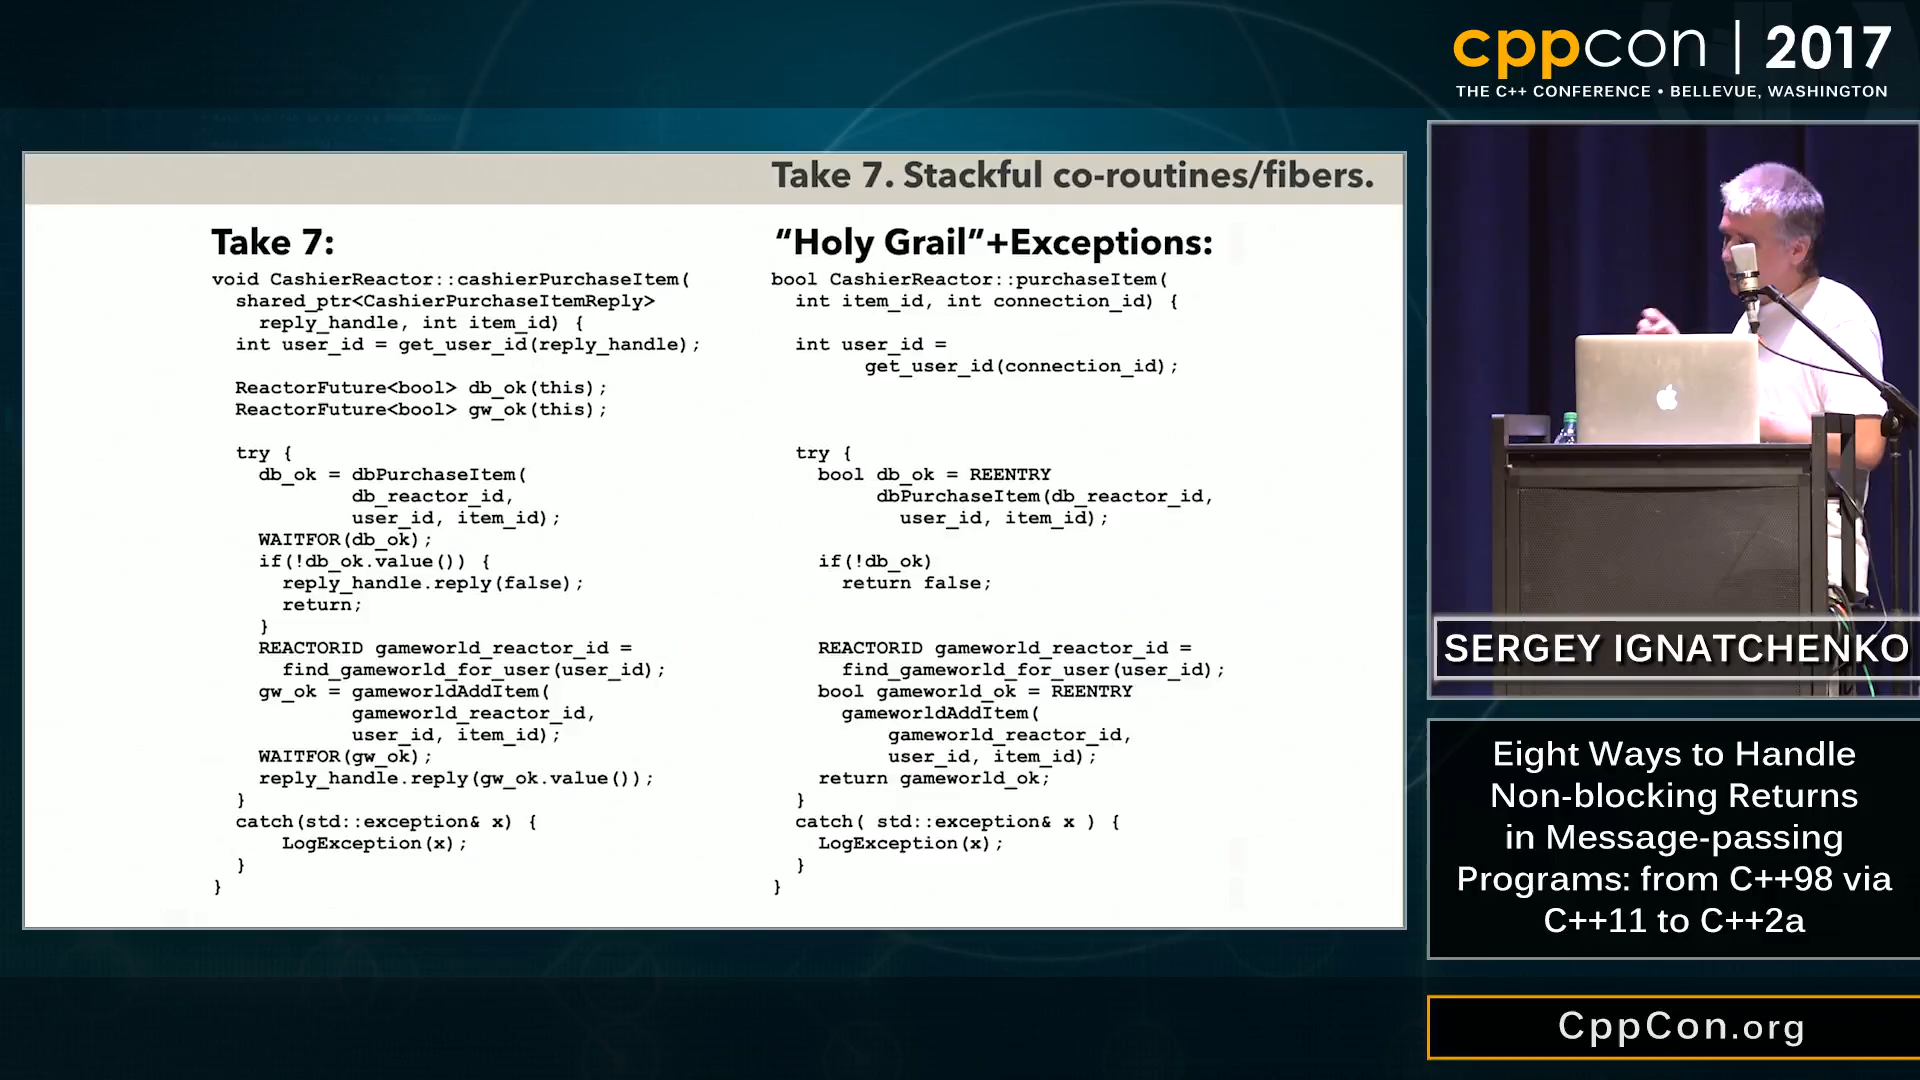 cppcon | 2017
THE C++ CONFERENCE • BELLEVUE, WASHINGTON
Take 7. Stackful co-routines/fibers.
Take 7:
void CashierReactor::cashierPurchaseItem(
shared_ptr<CashierPurchaseItemReply>
reply_handle, int item_id) {
int user_id = get_user_id(reply_handle);
ReactorFuture<bool> db_ok(this);
ReactorFuture<bool> gw_ok(this);
try {
db_ok = dbPurchaseItem(
db_reactor_id,
user_id, item_id);
WAITFOR(db_ok);
if(!db_ok.value()) {
reply_handle.reply(false);
return;
}
REACTORID gameworld_reactor_id =
find_gameworld_for_user(user_id);
gw_ok = gameworldAddItem(
gameworld_reactor_id,
user_id, item_id);
WAITFOR(gw_ok);
reply_handle.reply(gw_ok.value());
}
catch(std::exception& x) {
LogException(x);
}
}
“Holy Grail”+Exceptions:
bool CashierReactor::purchaseItem(
int item_id, int connection_id) {
int user_id =
get_user_id(connection_id);
try {
bool db_ok = REENTRY
dbPurchaseItem(db_reactor_id,
user_id, item_id);
if(!db_ok)
return false;
REACTORID gameworld_reactor_id =
find_gameworld_for_user(user_id);
bool gameworld_ok = REENTRY
gameworldAddItem(
gameworld_reactor_id,
user_id, item_id);
return gameworld_ok;
}
catch( std::exception& x ) {
LogException(x);
}
}
SERGEY IGNATCHENKO
Eight Ways to Handle
Non-blocking Returns
in Message-passing
Programs: from C++98 via
C++11 to C++2a
CppCon.org